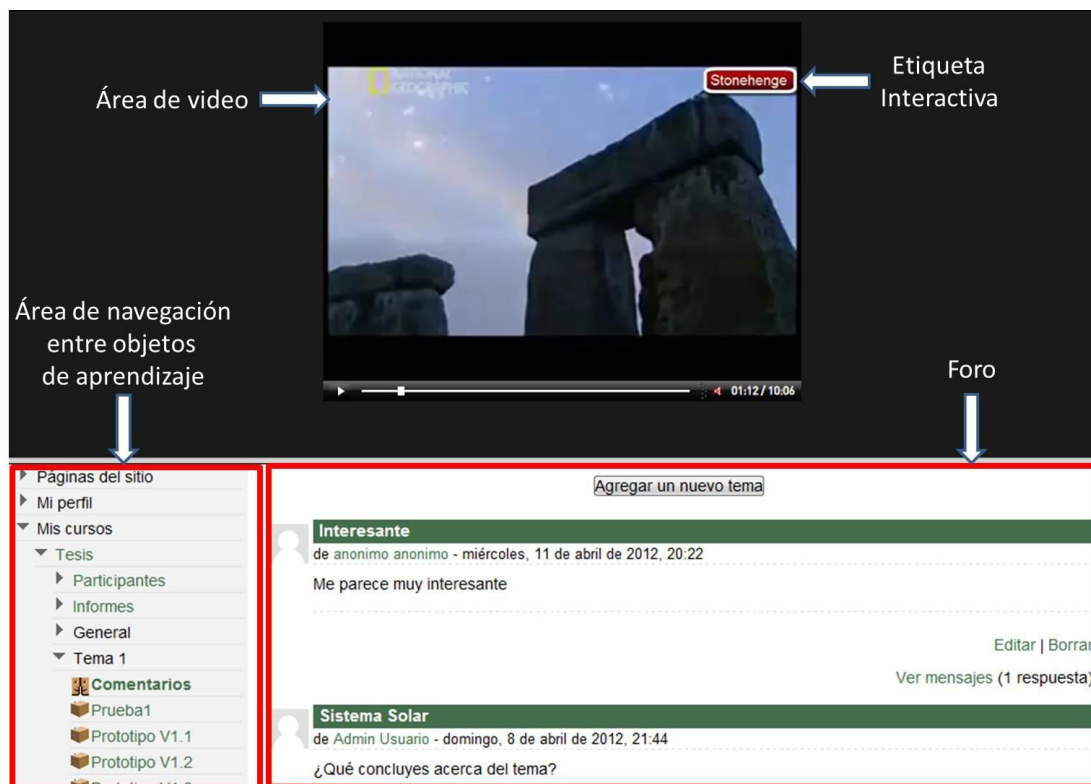 NATIONAL
GEOGRAPHIC
Stonehenge
Etiqueta
Interactiva
Área de video
Área de navegación
entre objetos
de aprendizaje
Foro
01:12 / 10:06
Páginas del sitio
Mi perfil
Mis cursos
Tesis
Participantes
Informes
General
Tema 1
Comentarios
Prueba1
Prototipo V1.1
Prototipo V1.2
Agregar un nuevo tema
Interesante
de anonimo anonimo - miércoles, 11 de abril de 2012, 20:22
Me parece muy interesante
Editar | Borrar
Ver mensajes (1 respuesta)
Sistema Solar
de Admin Usuario - domingo, 8 de abril de 2012, 21:44
¿Qué concluyes acerca del tema?